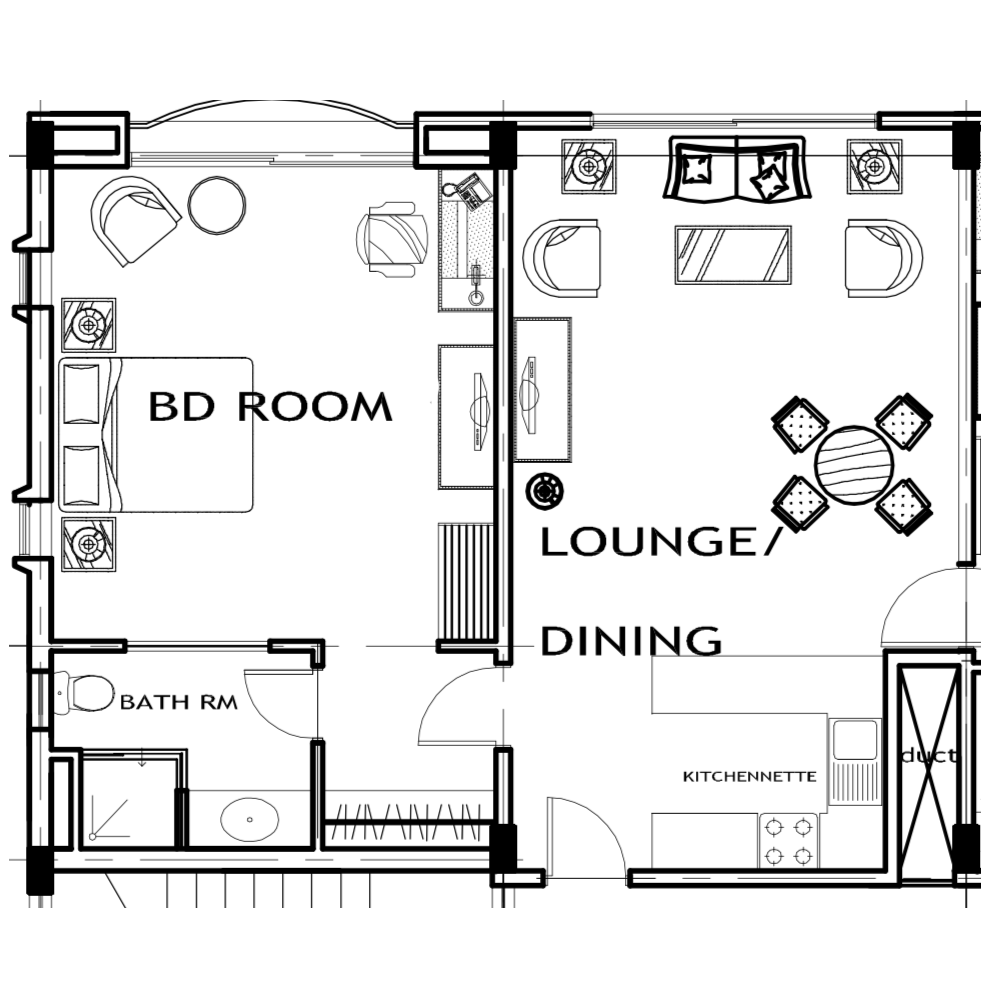 BD ROOM
LOUNGE/
DINING
BATH RM
KITCHENNETTE
duct